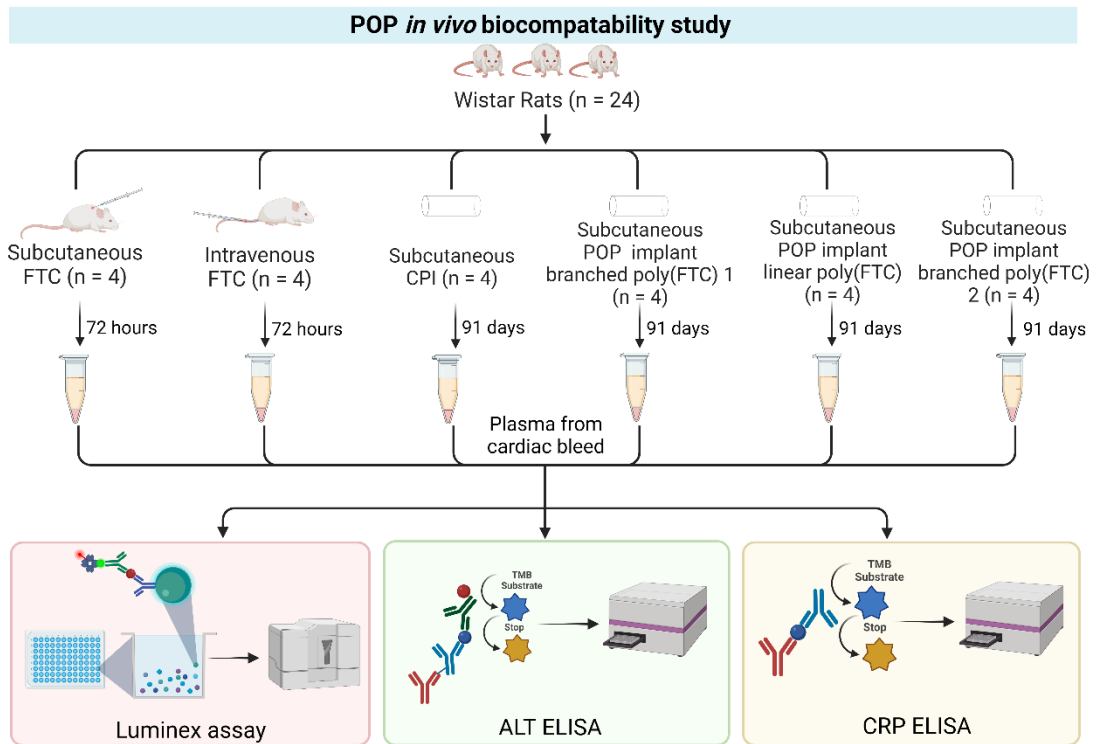 POP in vivo biocompatability study
Wistar Rats (n = 24)
Subcutaneous
FTC (n = 4)
Intravenous
FTC (n = 4)
Subcutaneous
CPI (n = 4)
Subcutaneous
POP implant
branched poly(FTC) 1
(n = 4)
Subcutaneous
POP implant
linear poly(FTC)
(n = 4)
Subcutaneous
POP implant
branched poly(FTC)
2 (n = 4)
72 hours
72 hours
91 days
91 days
91 days
91 days
Plasma from
cardiac bleed
Luminex assay
TMB
Substrate
Stop
ALT ELISA
TMB
Substrate
Stop
CRP ELISA